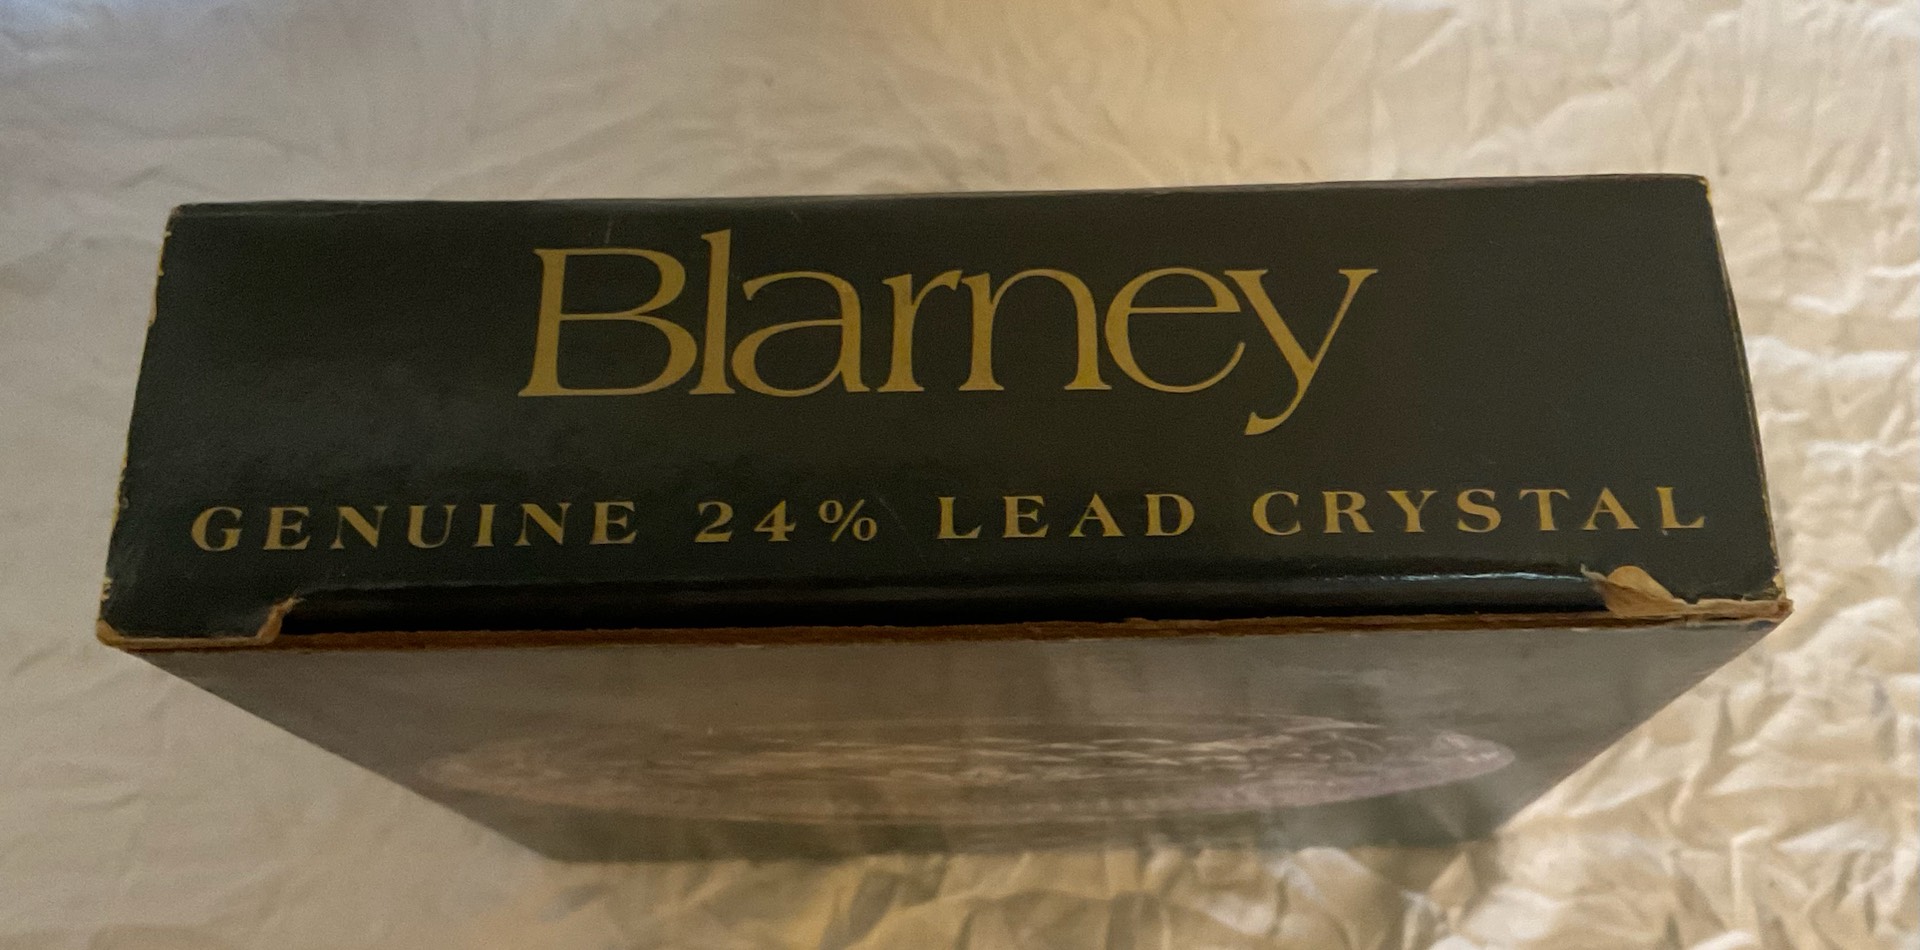 Blarney
GENUINE 24% LEAD CRYSTAL